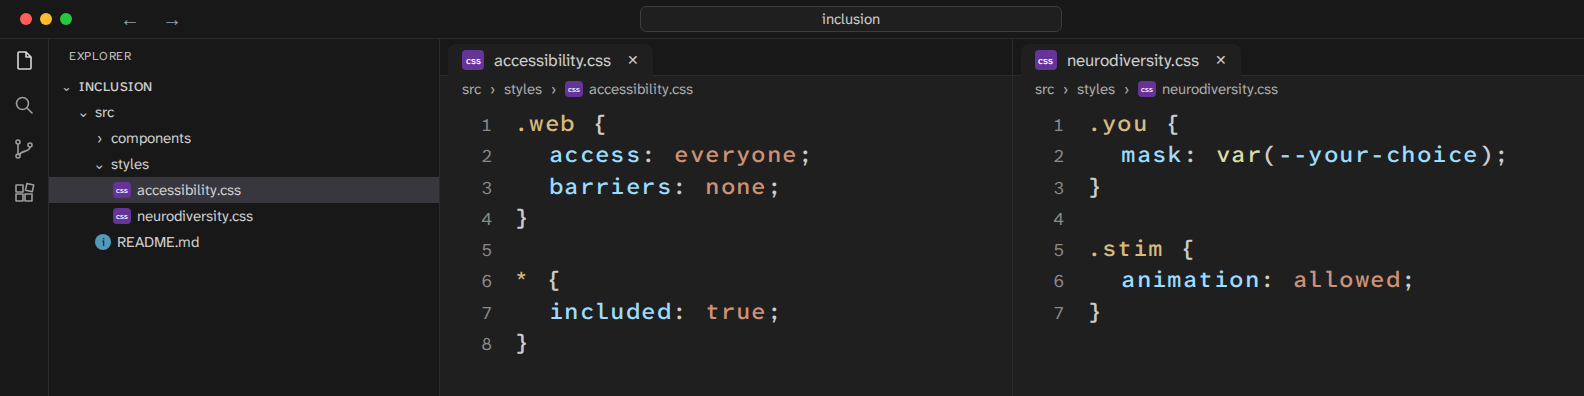 inclusion
EXPLORER
INCLUSION
src
components
styles
accessibility.css
neurodiversity.css
README.md
accessibility.css
src › styles › accessibility.css
1 .web {
2   access: everyone;
3   barriers: none;
4 }
5
6 * {
7   included: true;
8 }
neurodiversity.css
src › styles › neurodiversity.css
1 .you {
2   mask: var(--your-choice);
3 }
4
5 .stim {
6   animation: allowed;
7 }